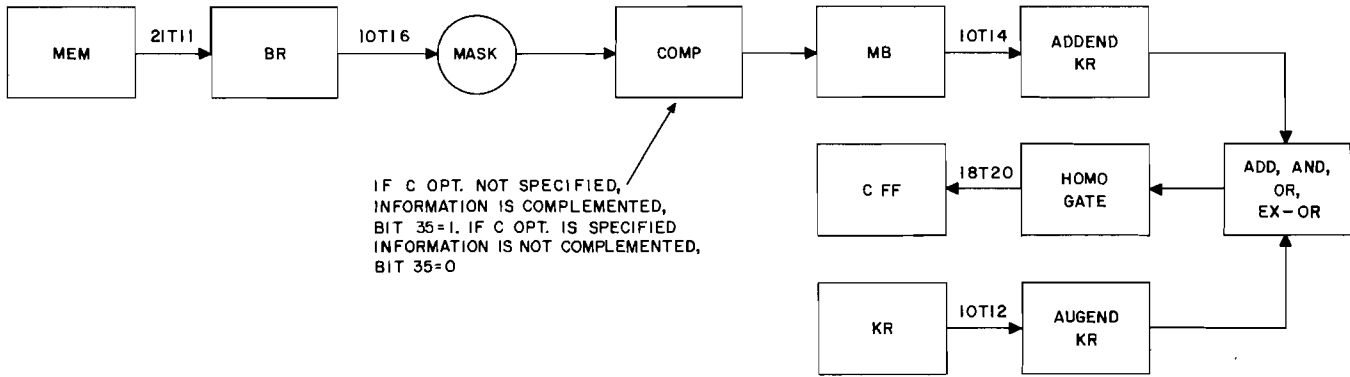 MEM
21T11
BR
10T16
MASK
COMP
MB
10T14
ADDEND
KR
IF C OPT. NOT SPECIFIED,
INFORMATION IS COMPLEMENTED,
BIT 35=1. IF C OPT. IS SPECIFIED
INFORMATION IS NOT COMPLEMENTED,
BIT 35=0
C FF
18T20
HOMO
GATE
ADD, AND,
OR,
EX-OR
KR
10T12
AUGEND
KR